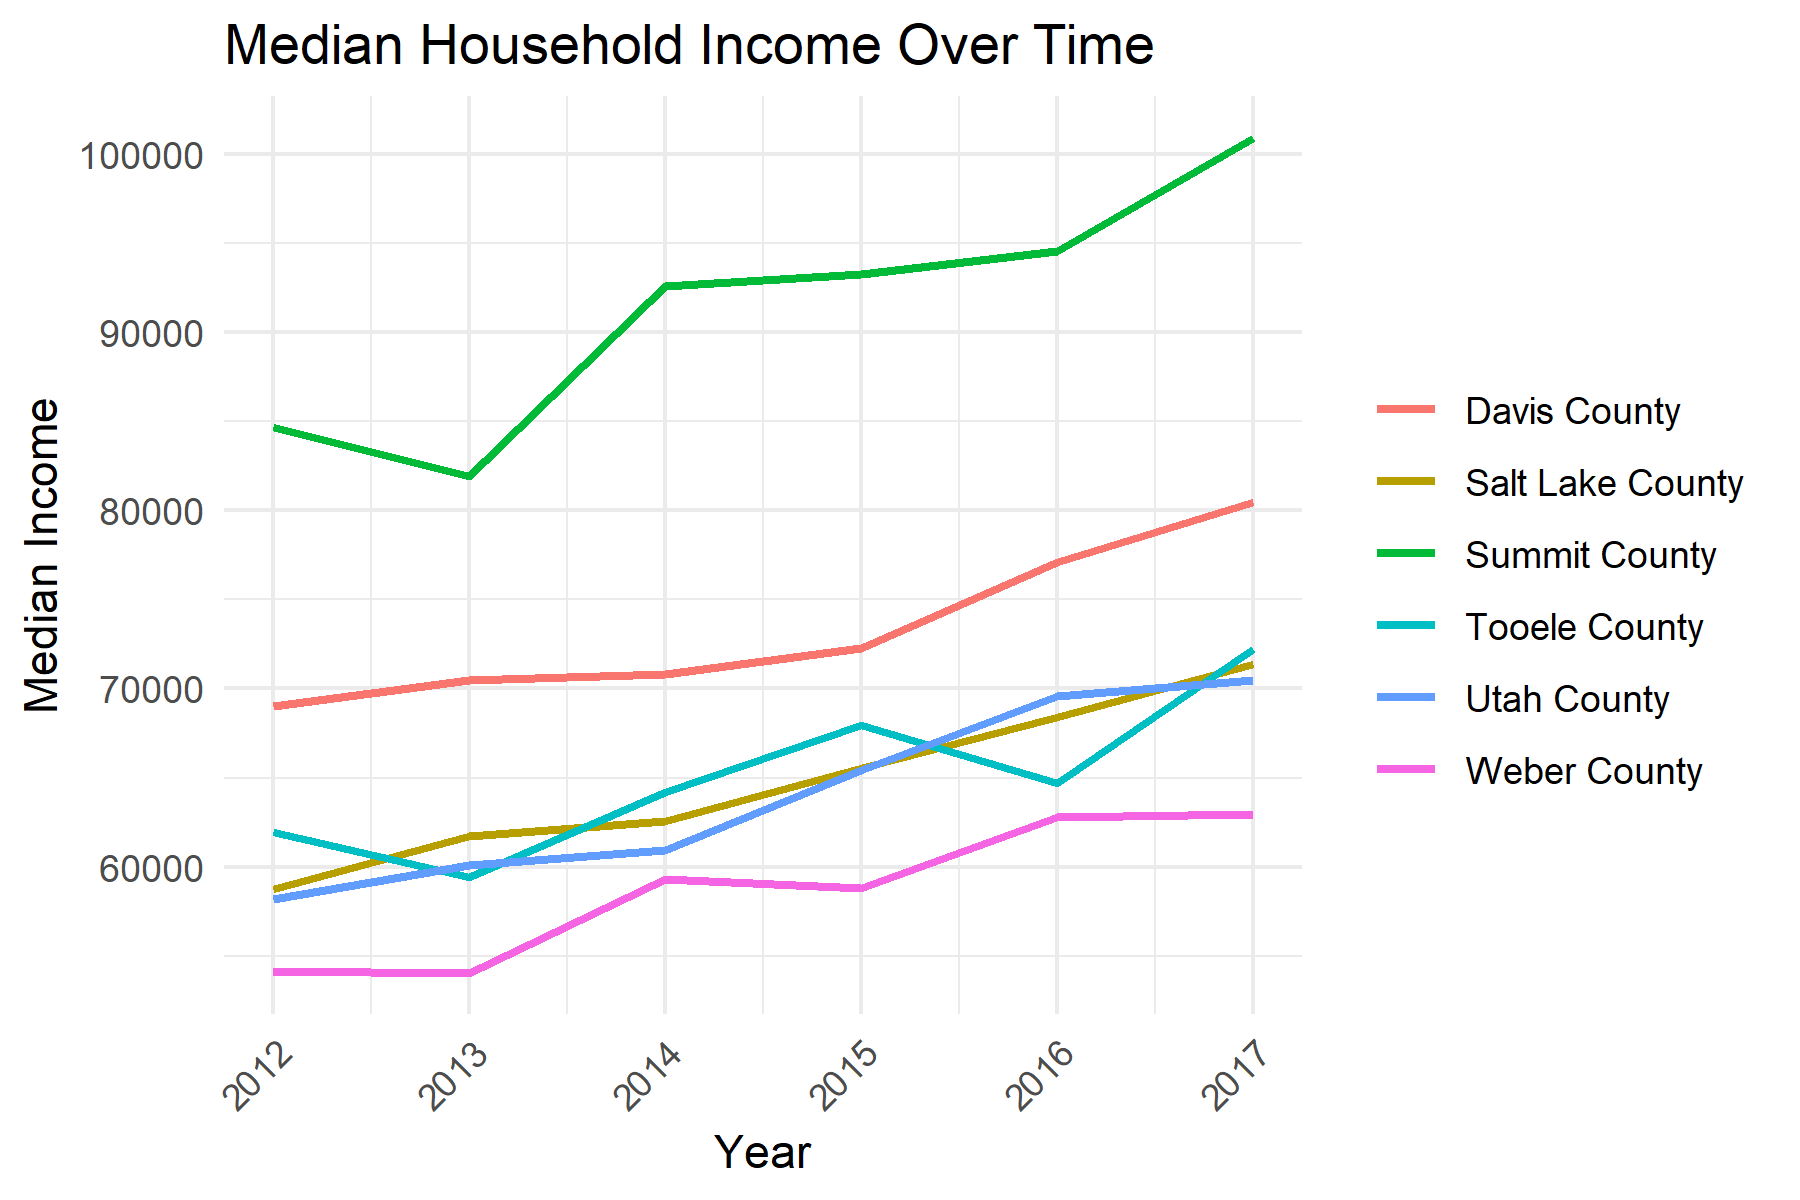 Median Household Income Over Time
Median Income
100000
90000
80000
70000
60000
2012
2013
2014
2015
2016
2017
Year
Davis County
Salt Lake County
Summit County
Tooele County
Utah County
Weber County